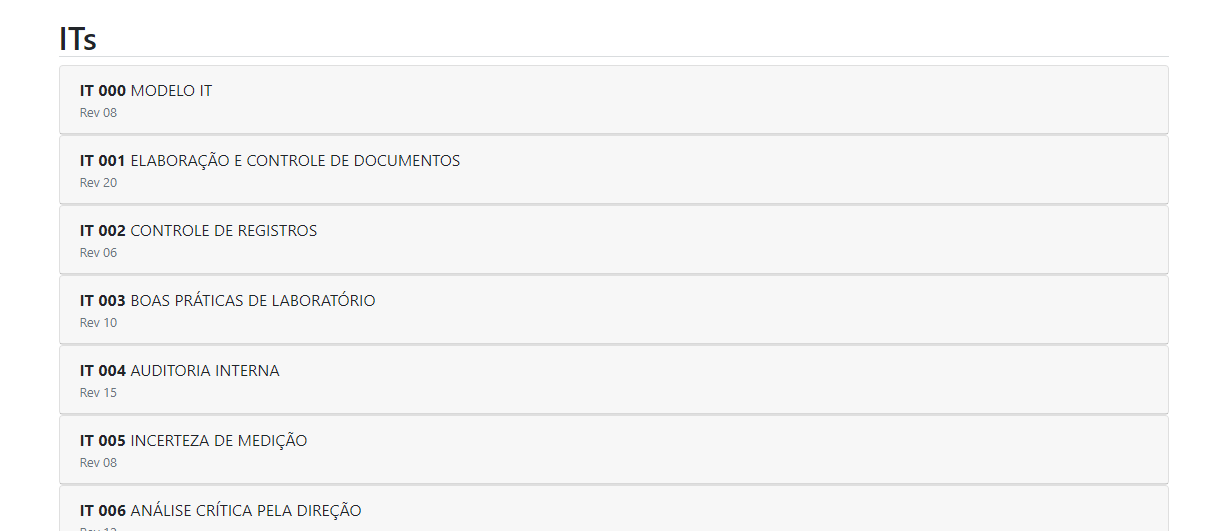 ITs
IT 000 MODELO IT
Rev 08
IT 001 ELABORAÇÃO E CONTROLE DE DOCUMENTOS
Rev 20
IT 002 CONTROLE DE REGISTROS
Rev 06
IT 003 BOAS PRÁTICAS DE LABORATÓRIO
Rev 10
IT 004 AUDITORIA INTERNA
Rev 15
IT 005 INCERTEZA DE MEDIÇÃO
Rev 08
IT 006 ANÁLISE CRÍTICA PELA DIREÇÃO